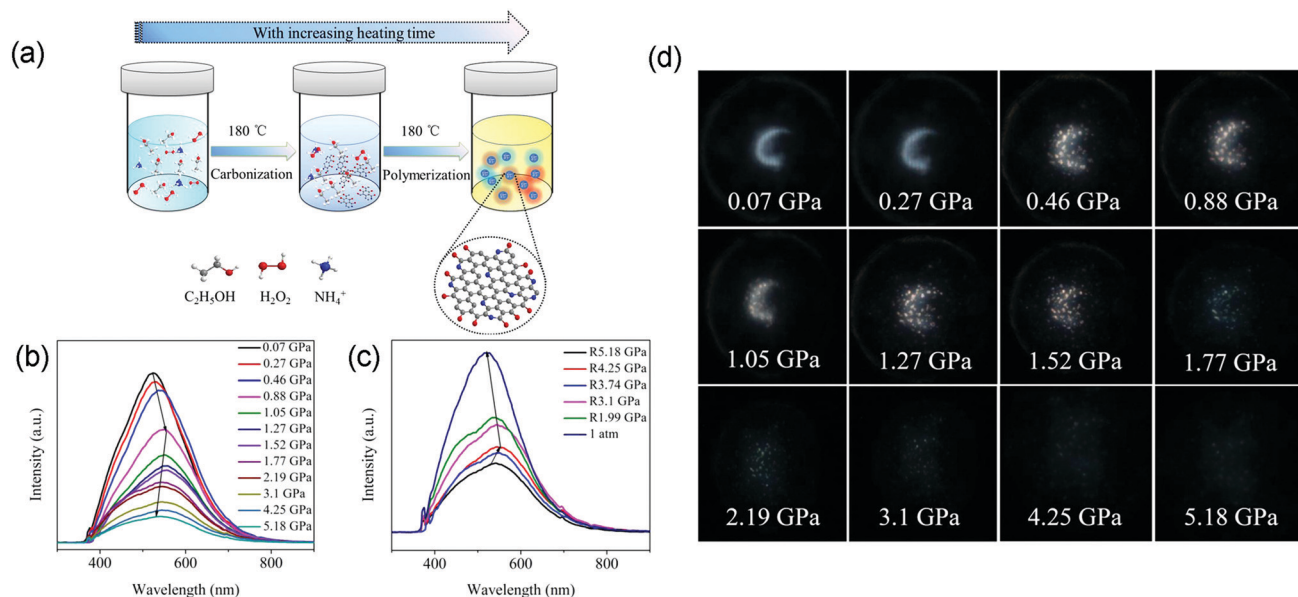 With increasing heating time
(a)
180 ℃
180 ℃
Carbonization
Polymerization
C₂H₅OH
H₂O₂
NH₄⁺
(b)
Intensity (a.u.)
0.07 GPa
0.27 GPa
0.46 GPa
0.88 GPa
1.05 GPa
1.27 GPa
1.52 GPa
1.77 GPa
2.19 GPa
3.1 GPa
4.25 GPa
5.18 GPa
400
600
800
Wavelength (nm)
(c)
Intensity (a.u.)
R5.18 GPa
R4.25 GPa
R3.74 GPa
R3.1 GPa
R1.99 GPa
1 atm
400
600
800
Wavelength (nm)
(d)
0.07 GPa
0.27 GPa
0.46 GPa
0.88 GPa
1.05 GPa
1.27 GPa
1.52 GPa
1.77 GPa
2.19 GPa
3.1 GPa
4.25 GPa
5.18 GPa